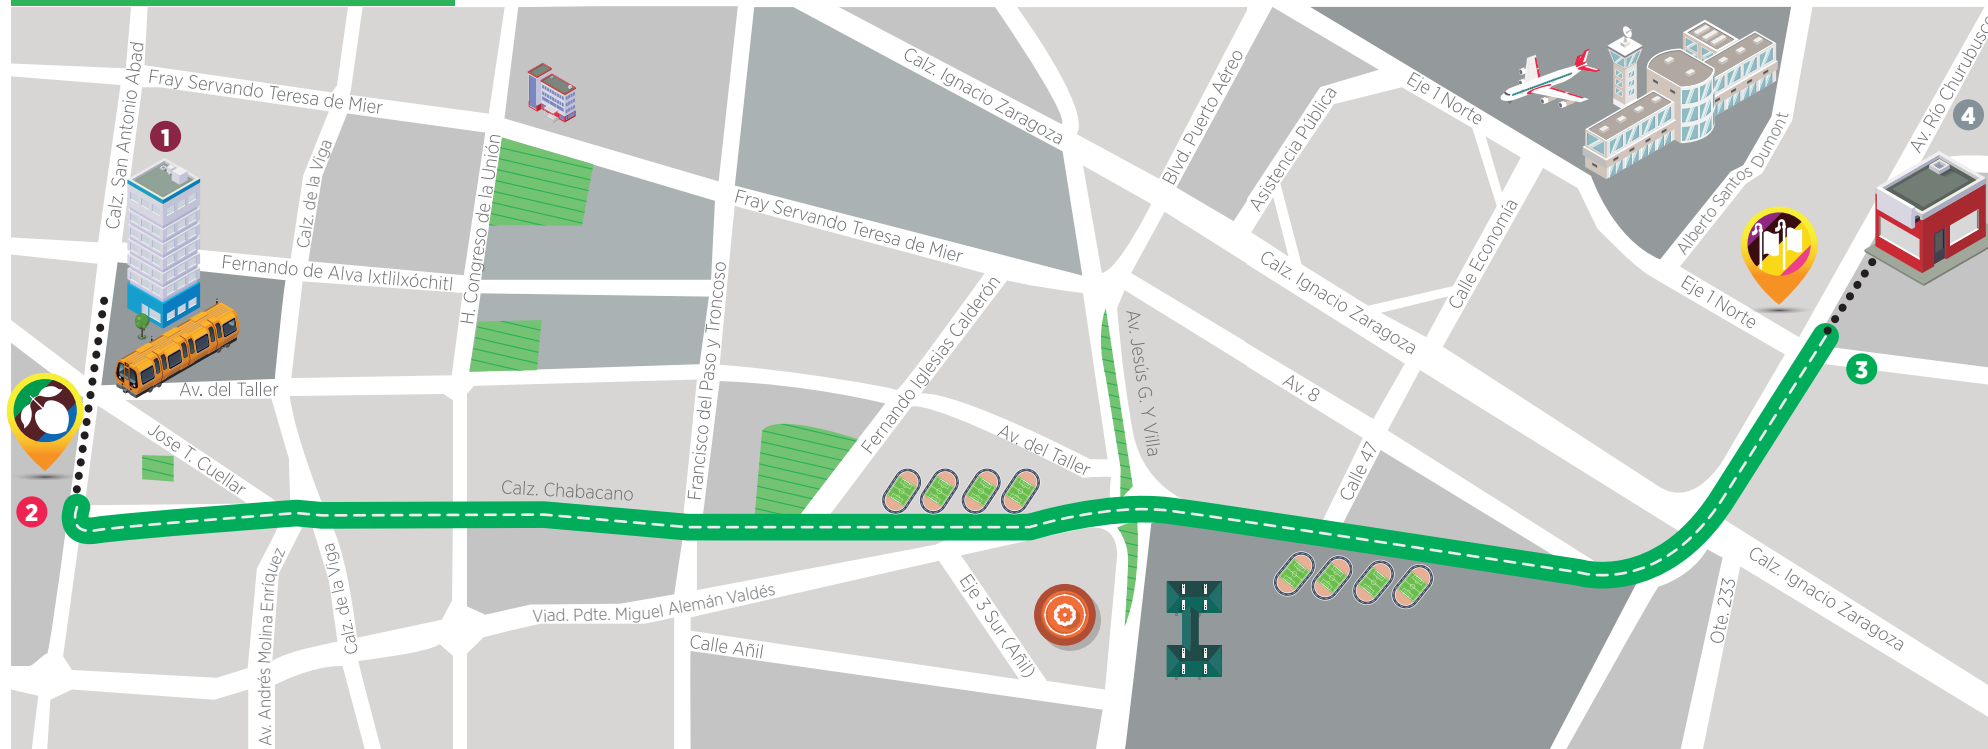 Calz. San Antonio Abad
Fray Servando Teresa de Mier
1
Calz. de la Viga
H. Congreso de la Unión
Fernando de Alva Ixtlilxóchitl
Av. del Taller
Jose T. Cuellar
2
Calz. Chabacano
Francisco del Paso y Troncoso
Fray Servando Teresa de Mier
Calz. Ignacio Zaragoza
Fernando Iglesias Calderón
Av. del Taller
Av. Jesús G. Y Villa
Blvd. Puerto Aéreo
Asistencia Pública
Eje 1 Norte
Calle Economía
Calz. Ignacio Zaragoza
Av. 8
Calle 47
Alberto Santos Dumont
Eje 1 Norte
Av. Río Churubusco
4
3
Av. Andrés Molina Enríquez
Calz. de la Viga
Viad. Pdte. Miguel Alemán Valdés
Calle Añil
Eje 3 Sur (Añil)
Ote. 233
Calz. Ignacio Zaragoza